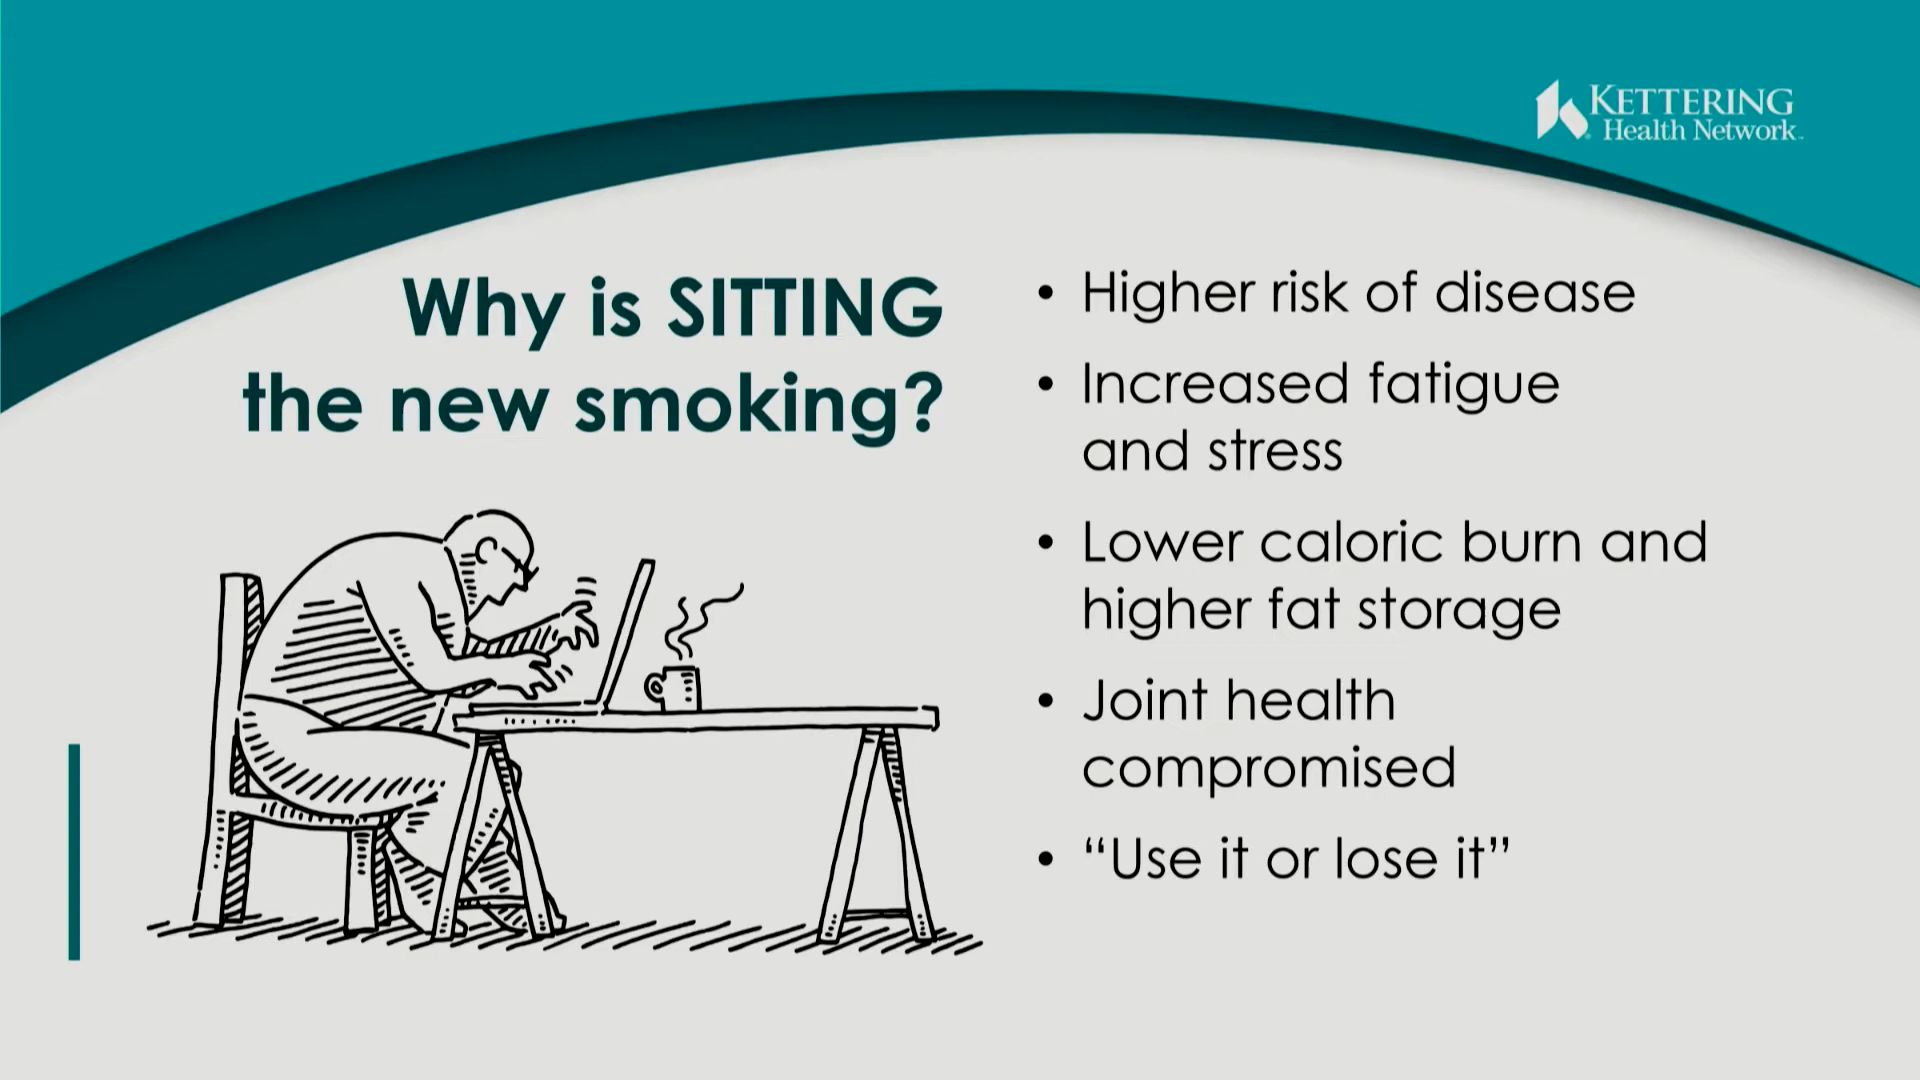 KETTERING
Health Network
Why is SITTING
the new smoking?
• Higher risk of disease
• Increased fatigue
and stress
• Lower caloric burn and
higher fat storage
• Joint health
compromised
• “Use it or lose it”